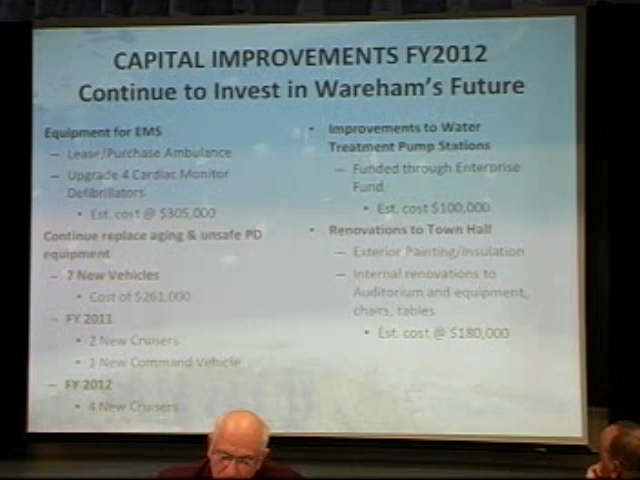 CAPITAL IMPROVEMENTS FY2012
Continue to Invest in Wareham's Future
Equipment for EMS
– Lease/Purchase Ambulance
– Upgrade 4 Cardiac Monitor
Defibrillators
• Est. cost @ $305,000
Continue replace aging & unsafe PD
equipment
– 7 New Vehicles
• Cost of $261,000
– FY 2011
• 2 New Cruisers
• 1 New Command Vehicle
– FY 2012
• 4 New Cruisers
• Improvements to Water
Treatment Pump Stations
– Funded through Enterprise
Fund
• Est. cost $100,000
• Renovations to Town Hall
– Exterior Painting/Insulation
– Internal renovations to
Auditorium and equipment,
chairs, tables
• Est. cost @ $180,000